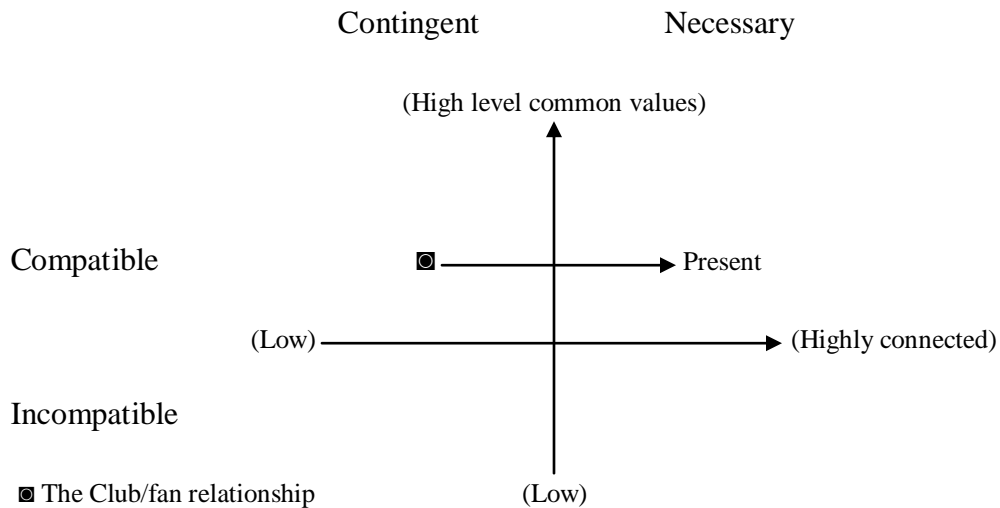 Contingent Necessary
(High level common values)
Compatible Present
(Low) (Highly connected)
Incompatible
◙ The Club/fan relationship (Low)